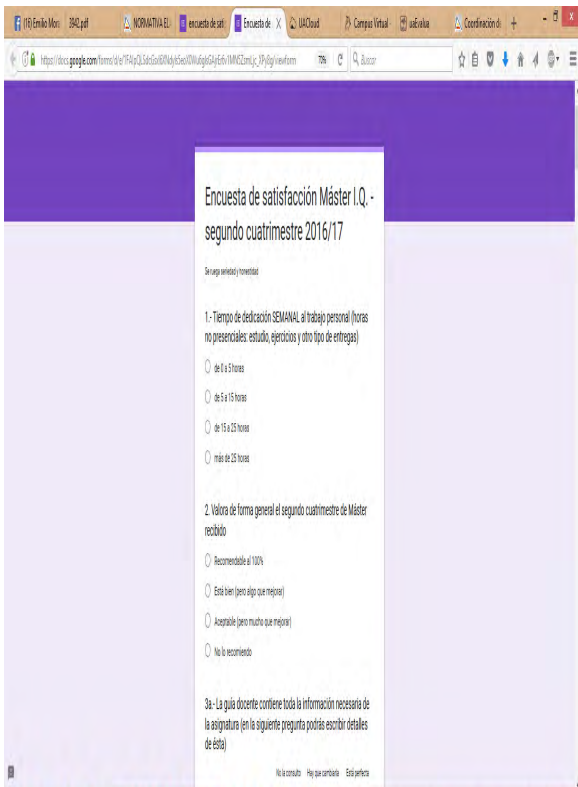 (16) Emilio Mora
3942.pdf
NORMATIVA EL
encuesta de sati
Encuesta de
UACloud
Campus Virtual
uaEvalua
Coordinación d
docs.google.com
73%
Buscar
Encuesta de satisfacción Máster I.Q. -
segundo cuatrimestre 2016/17
Se ruega seriedad y honestidad
1.- Tiempo de dedicación SEMANAL al trabajo personal (horas
no presenciales: estudio, ejercicios y otro tipo de entregas)
de 0 a 5 horas
de 5 a 15 horas
de 15 a 25 horas
más de 25 horas
2. Valora de forma general el segundo cuatrimestre de Máster
recibido
Recomendable al 100%
Está bien (pero algo que mejorar)
Aceptable (pero mucho que mejorar)
No lo recomiendo
3a.- La guía docente contiene toda la información necesaria de
la asignatura (en la siguiente pregunta podrás escribir detalles
de ésta)
No la consulto Hay que cambiarla Está perfecta